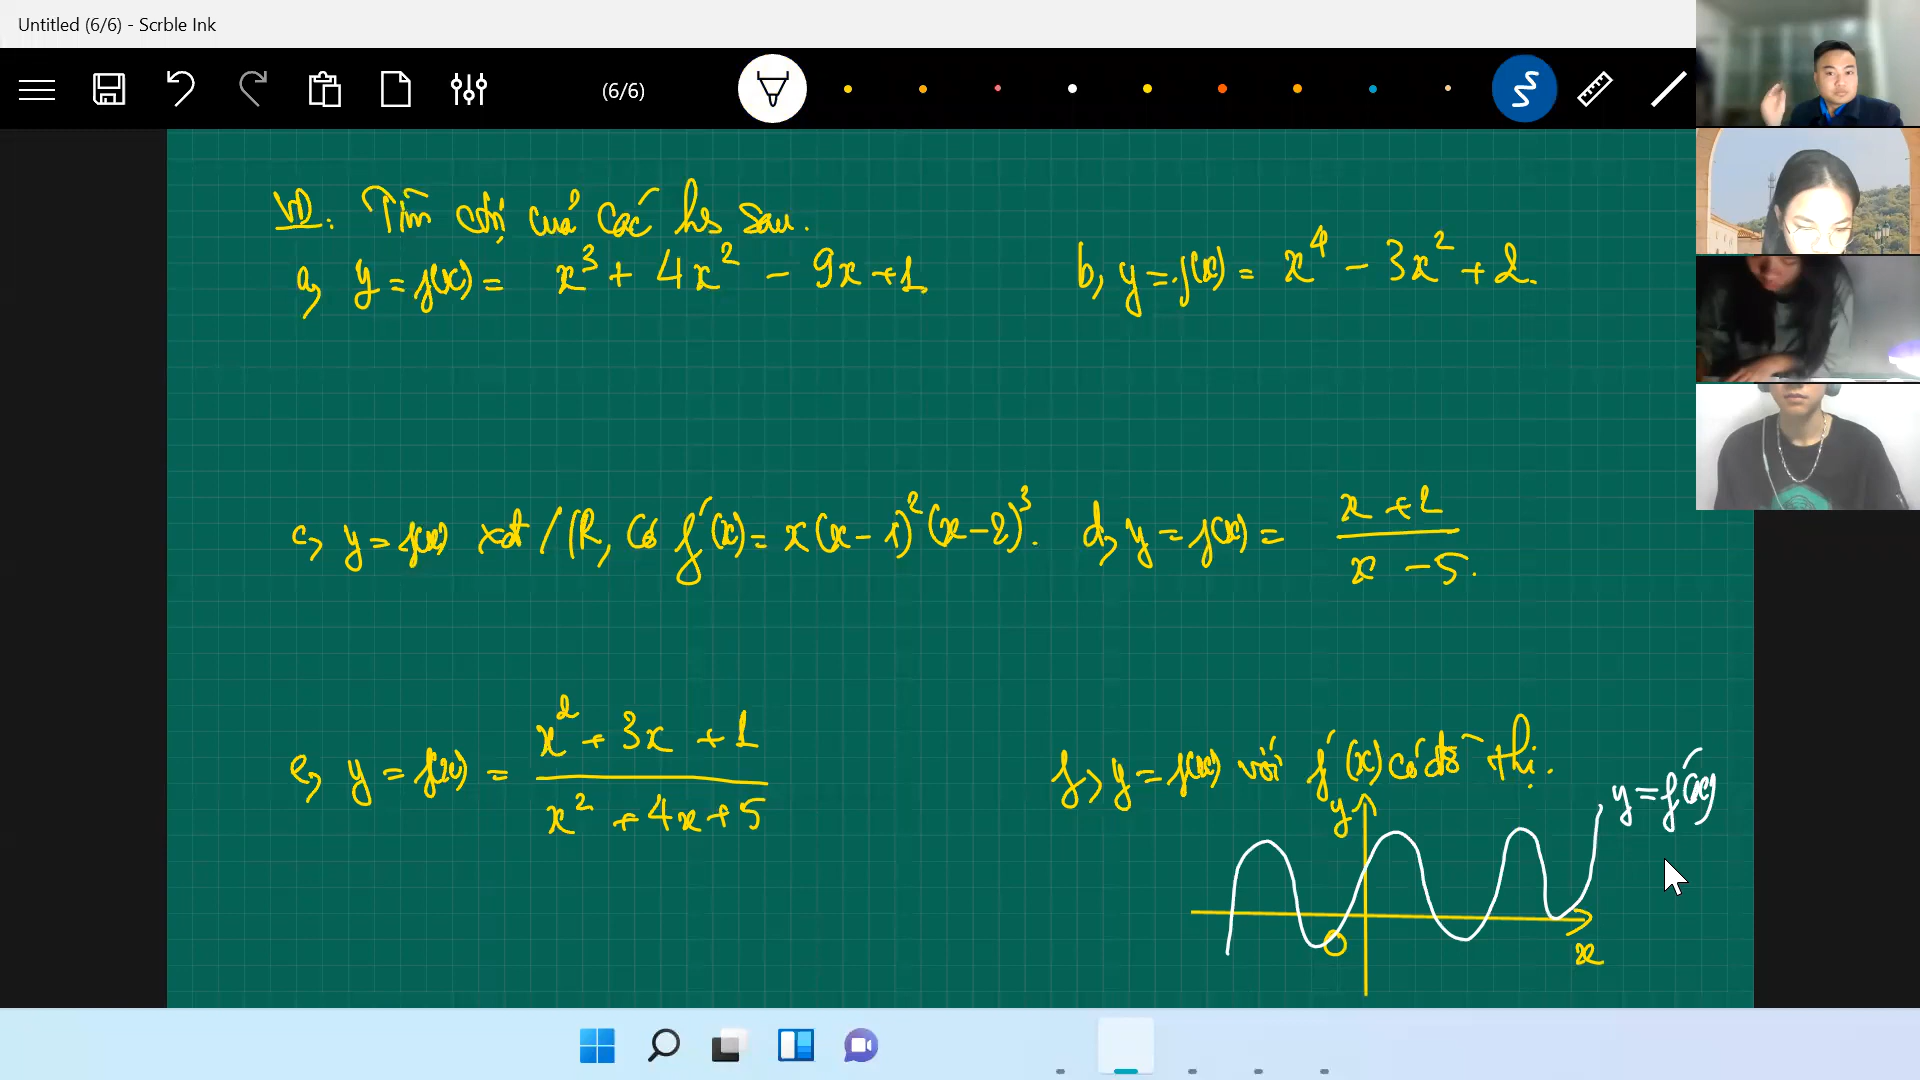 Untitled (6/6) - Scrble Ink
(6/6)
VD: Tìm cđị của các hs sau.
a, y = f(x) = x³ + 4x² - 9x + 1
b, y = f(x) = x⁴ - 3x² + 2.
c, y = f(x) xđ /R, có f'(x) = x(x-1)²(x-2)³.
d, y = f(x) = (x+2)/(x-5).
e, y = f(x) = (x² + 3x + 1)/(x² + 4x + 5)
f, y = f(x) với f'(x) có đồ thị.
y = f'(x)
y
O
x